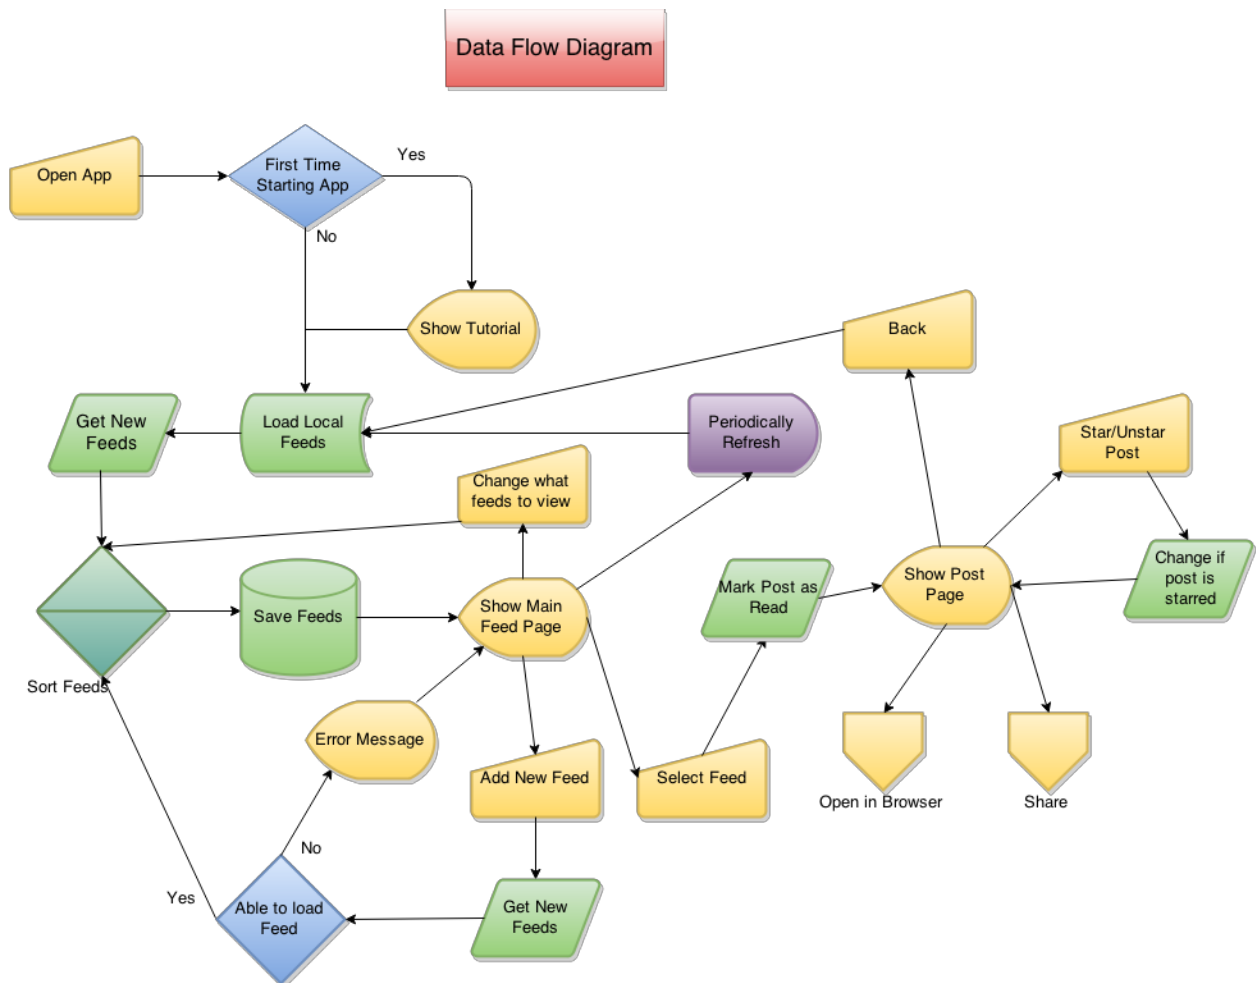 Data Flow Diagram
Open App
First Time
Starting App
Yes
No
Show Tutorial
Back
Get New
Feeds
Load Local
Feeds
Periodically
Refresh
Star/Unstar
Post
Change what
feeds to view
Sort Feeds
Save Feeds
Show Main
Feed Page
Mark Post as
Read
Show Post
Page
Change if
post is
starred
Error Message
Add New Feed
Select Feed
Open in Browser
Share
No
Yes
Able to load
Feed
Get New
Feeds